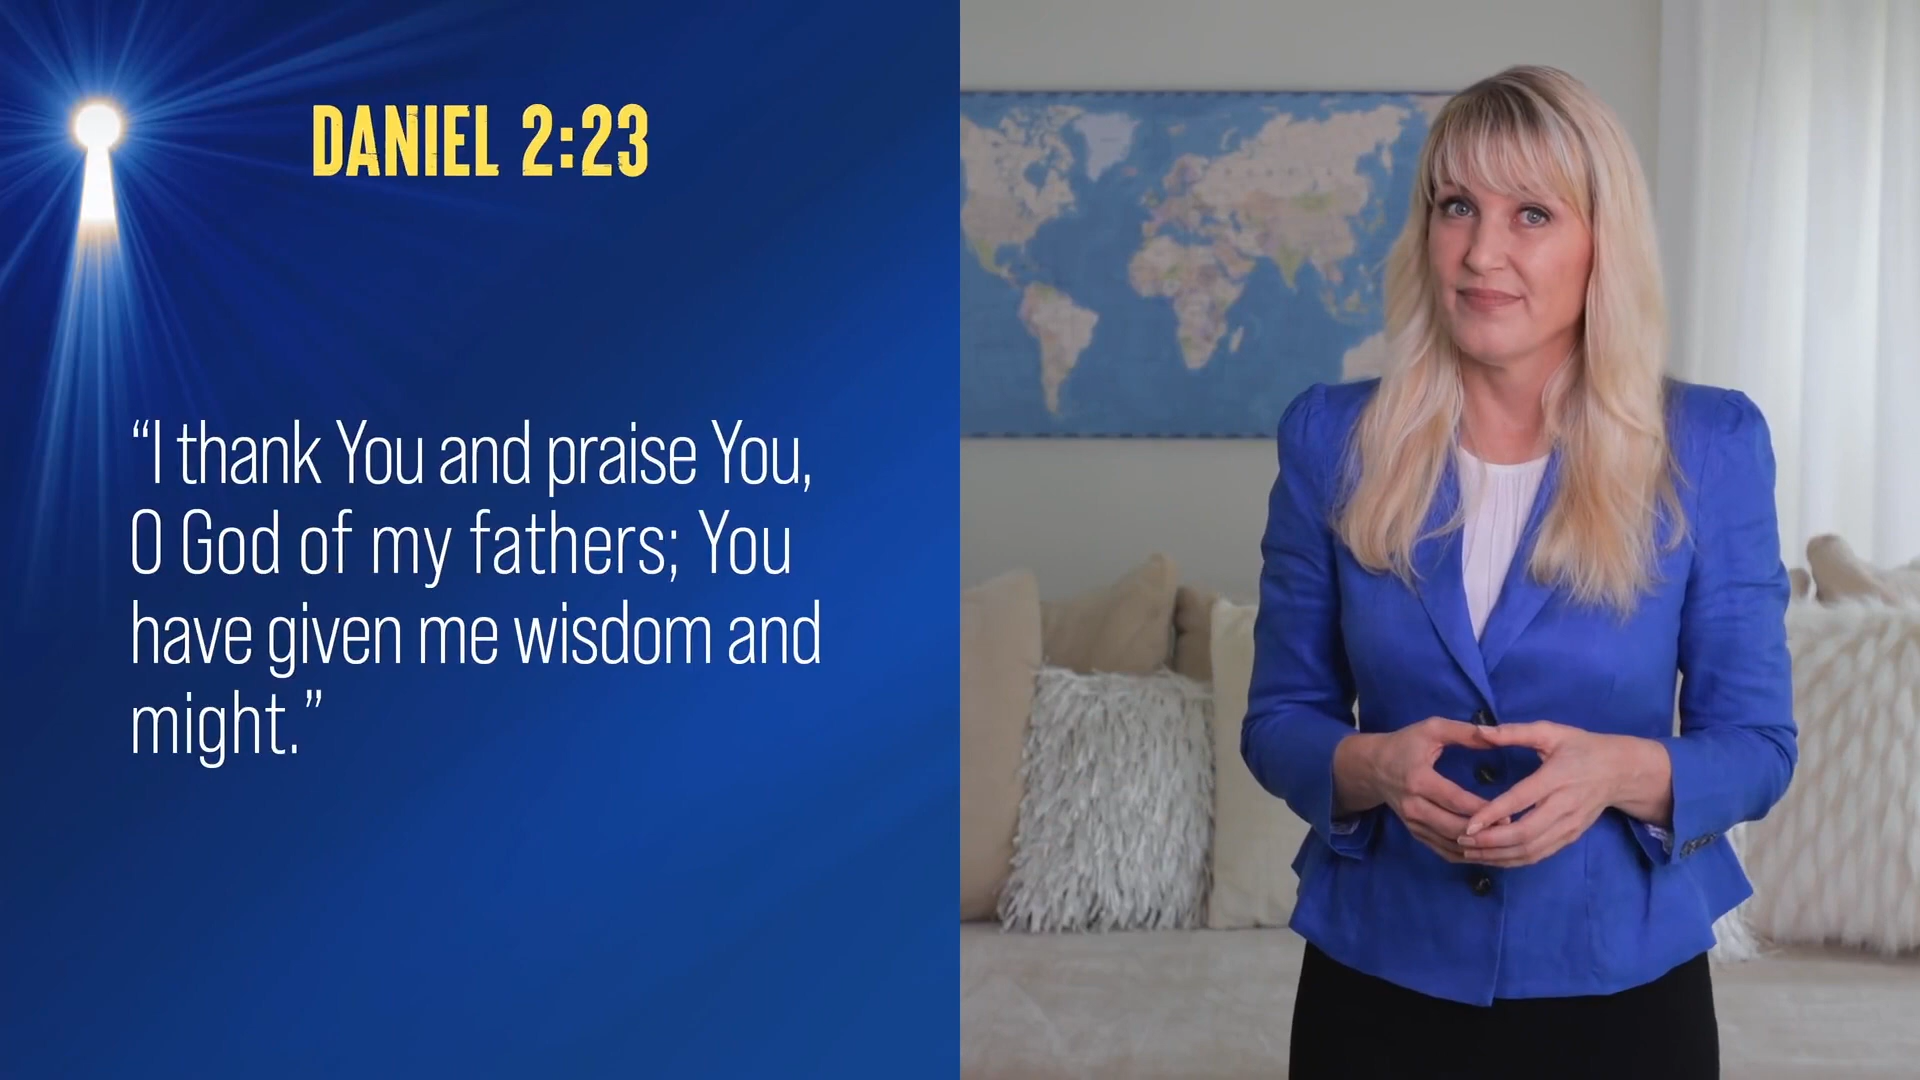 DANIEL 2:23
“I thank You and praise You,
O God of my fathers; You
have given me wisdom and
might.”